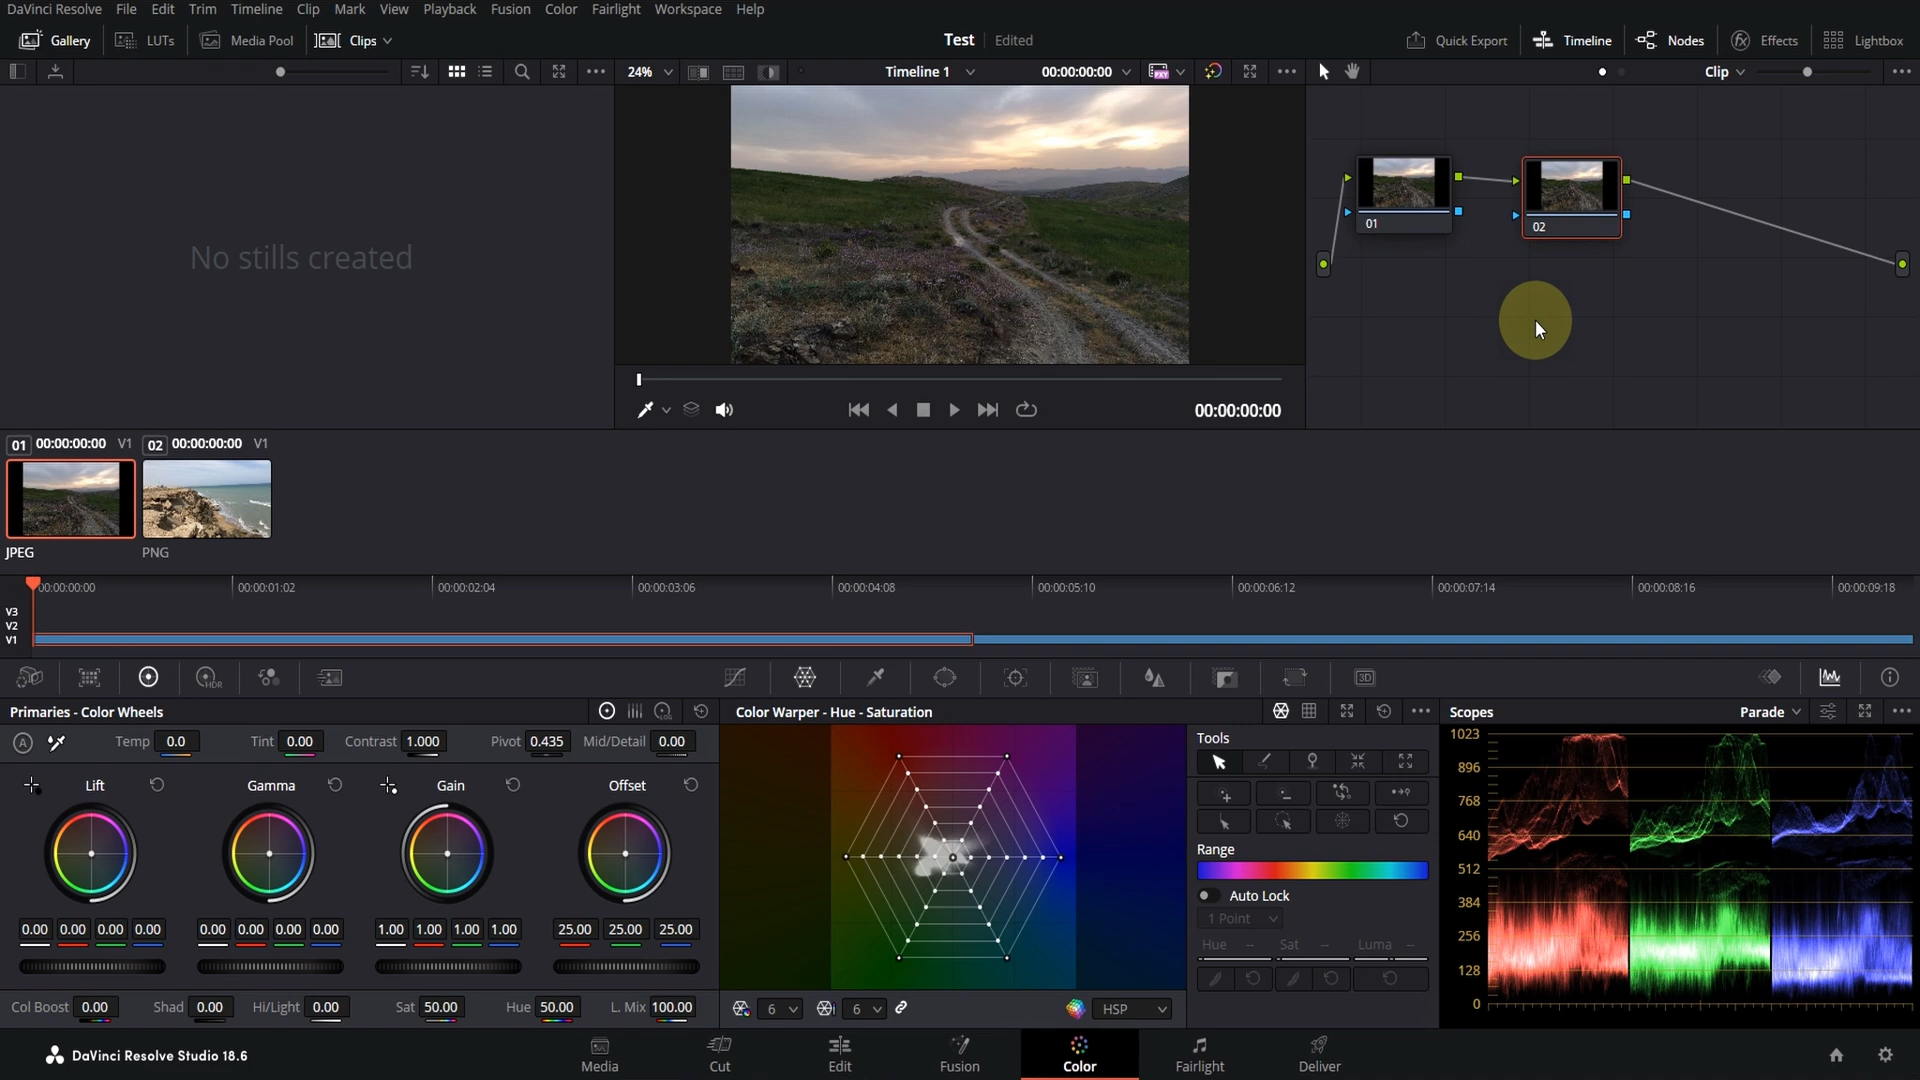 DaVinci Resolve File Edit Trim Timeline Clip Mark View Playback Fusion Color Fairlight Workspace Help
Gallery LUTs Media Pool Clips Test Edited Quick Export Timeline Nodes Effects Lightbox
24% Timeline 1 00:00:00:00 PXY Clip
No stills created
01
02
00:00:00:00
01 00:00:00:00 V1 02 00:00:00:00 V1
JPEG PNG
00:00:00:00 00:00:01:02 00:00:02:04 00:00:03:06 00:00:04:08 00:00:05:10 00:00:06:12 00:00:07:14 00:00:08:16 00:00:09:18
V3
V2
V1
HDR 3D
Primaries - Color Wheels Color Warper - Hue - Saturation Scopes Parade
A Temp 0.0 Tint 0.00 Contrast 1.000 Pivot 0.435 Mid/Detail 0.00
Lift Gamma Gain Offset
0.00 0.00 0.00 0.00 0.00 0.00 0.00 0.00 1.00 1.00 1.00 1.00 25.00 25.00 25.00
Col Boost 0.00 Shad 0.00 Hi/Light 0.00 Sat 50.00 Hue 50.00 L. Mix 100.00
6 6 HSP
Tools
Range
Auto Lock
1 Point
Hue -- Sat -- Luma --
1023
896
768
640
512
384
256
128
0
DaVinci Resolve Studio 18.6
Media Cut Edit Fusion Color Fairlight Deliver